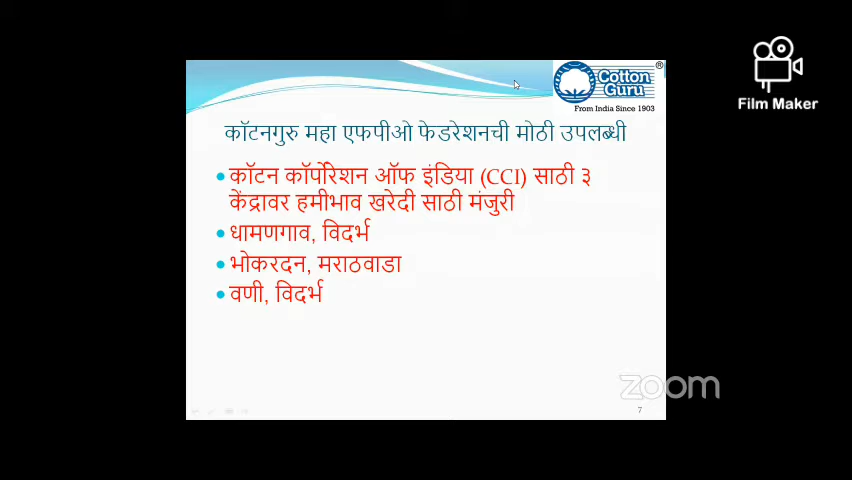 Cotton
Guru
®
From India Since 1903
Film Maker
कॉटनगुरु महा एफपीओ फेडरेशनची मोठी उपलब्धी
• कॉटन कॉर्पोरेशन ऑफ इंडिया (CCI) साठी ३
केंद्रावर हमीभाव खरेदी साठी मंजुरी
• धामणगाव, विदर्भ
• भोकरदन, मराठवाडा
• वणी, विदर्भ
zoom
7